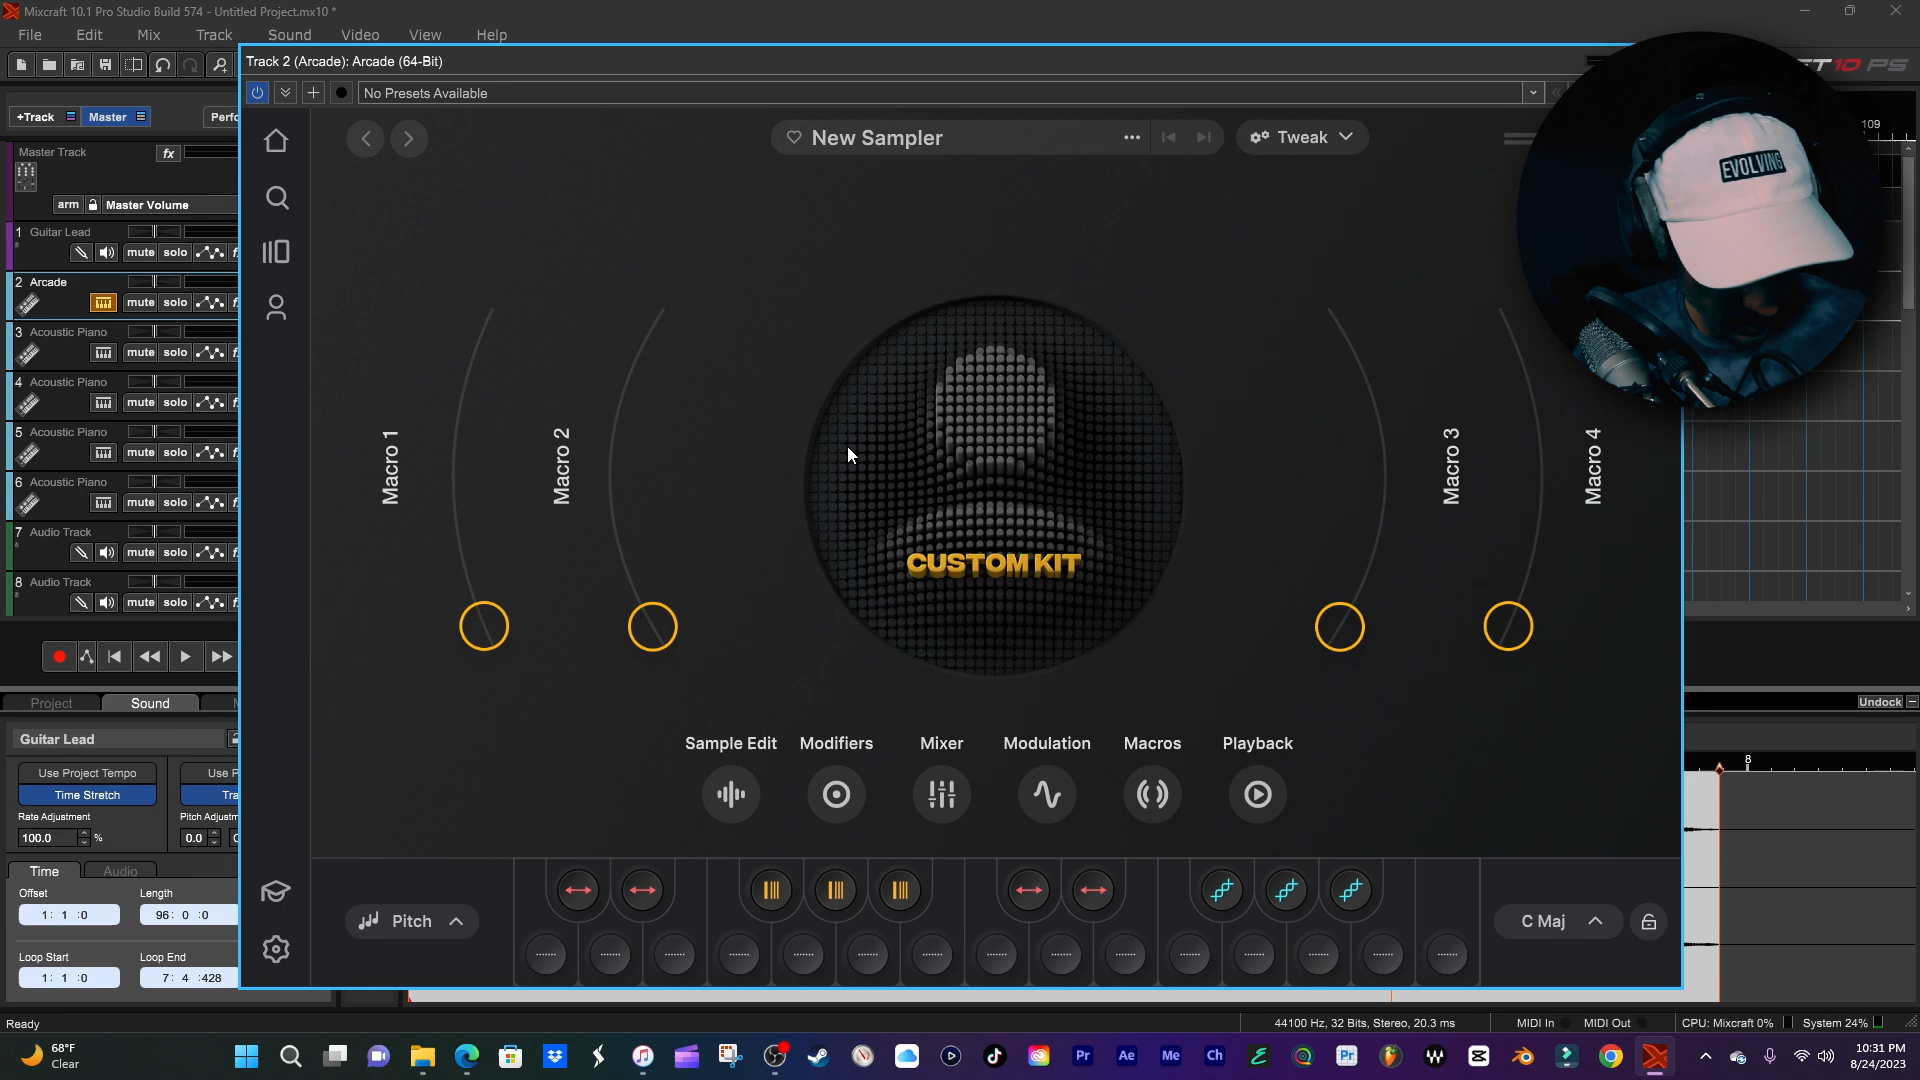 Mixcraft 10.1 Pro Studio Build 574 - Untitled Project.mx10 *
File Edit Mix Track Sound Video View Help
Track 2 (Arcade): Arcade (64-Bit)
No Presets Available
+Track Master Perfo
109
New Sampler
Tweak
EVOLVING
Master Track fx
arm Master Volume
1 Guitar Lead
mute solo
2 Arcade
mute solo
3 Acoustic Piano
mute solo
4 Acoustic Piano
mute solo
5 Acoustic Piano
mute solo
6 Acoustic Piano
mute solo
7 Audio Track
mute solo
8 Audio Track
mute solo
Macro 1
Macro 2
CUSTOM KIT
Macro 3
Macro 4
Project Sound
Undock
Guitar Lead
Use Project Tempo
Time Stretch
Rate Adjustment
100.0 %
Pitch Adjustm
0.0
Time Audio
Offset Length
1: 1 :0 96: 0 :0
Loop Start Loop End
1: 1 :0 7: 4 :428
8
Sample Edit Modifiers Mixer Modulation Macros Playback
Pitch
C Maj
Ready
44100 Hz, 32 Bits, Stereo, 20.3 ms MIDI In MIDI Out CPU: Mixcraft 0% System 24%
68°F
Clear
Pr Ae Me Ch Pr
10:31 PM
8/24/2023